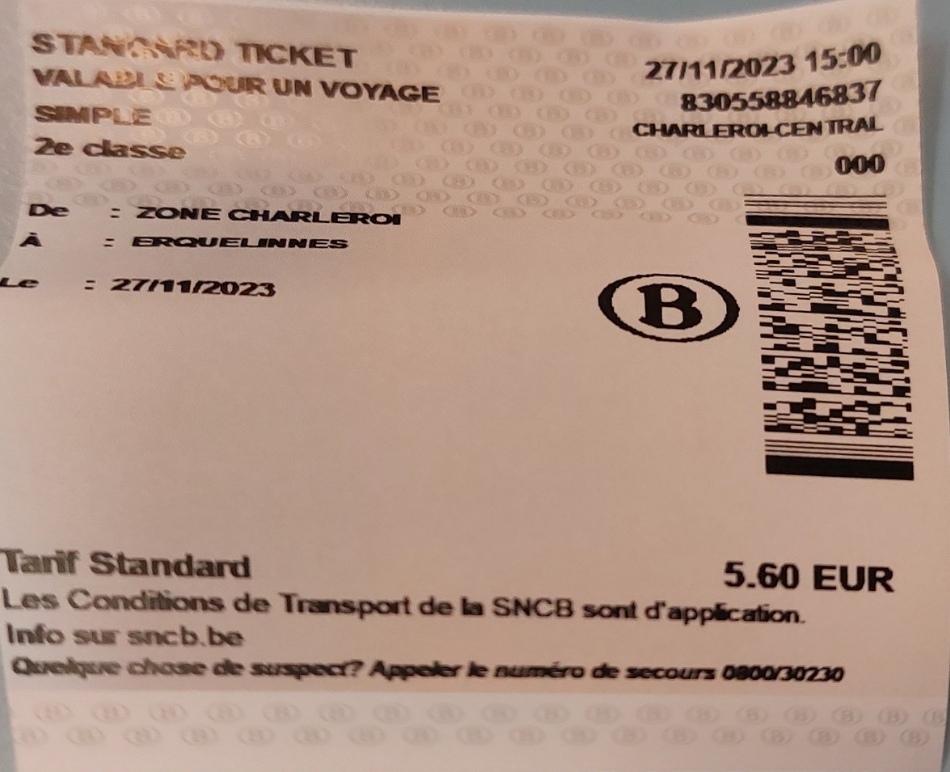 STANDARD TICKET
27/11/2023 15:00
VALABLE POUR UN VOYAGE
830558846837
SIMPLE
CHARLEROI-CENTRAL
2e classe
000
De : ZONE CHARLEROI
À : ERQUELINNES
Le : 27/11/2023
B
Tarif Standard 5.60 EUR
Les Conditions de Transport de la SNCB sont d'application.
Info sur sncb.be
Quelque chose de suspect? Appeler le numéro de secours 0800/30230